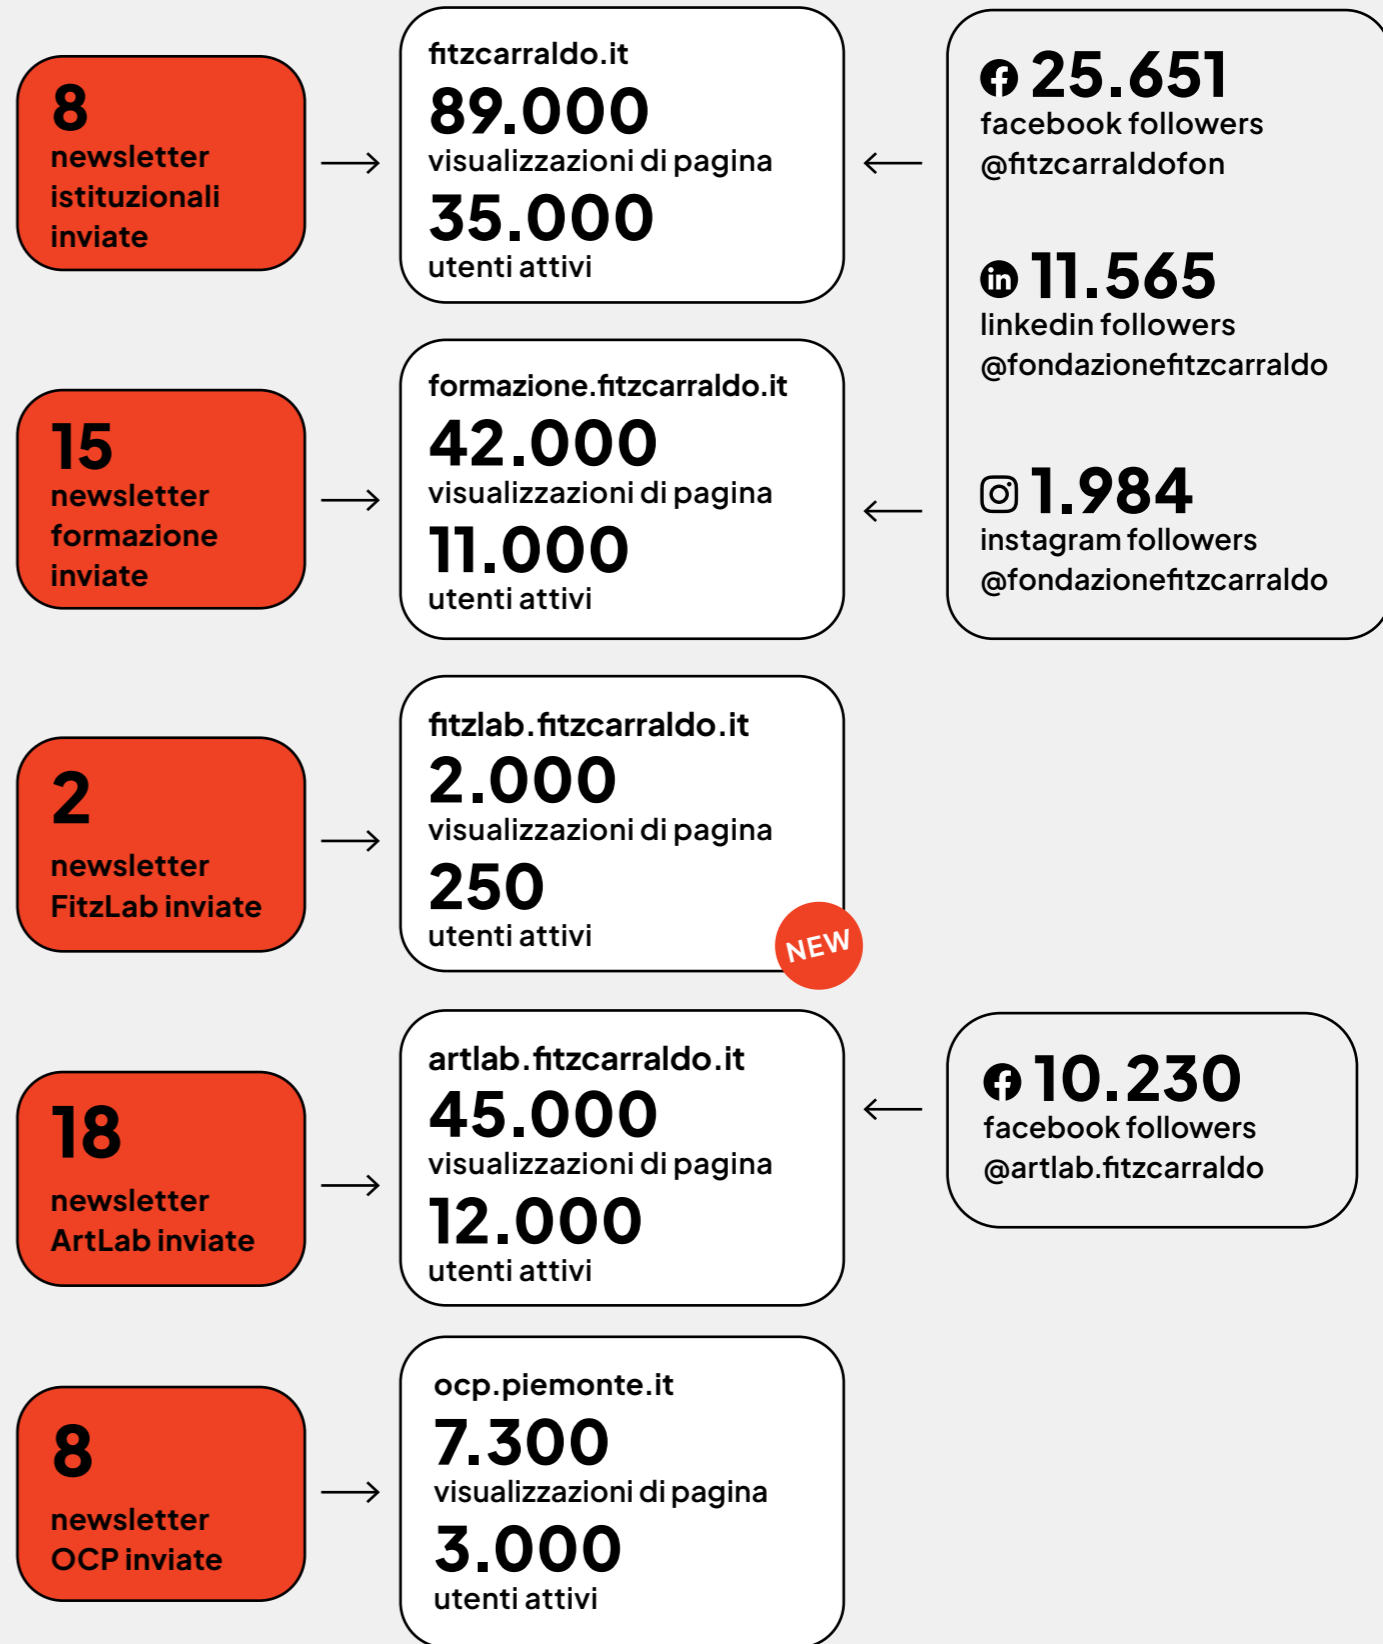 8
newsletter
istituzionali
inviate
fitzcarraldo.it
89.000
visualizzazioni di pagina
35.000
utenti attivi
25.651
facebook followers
@fitzcarraldofon
11.565
linkedin followers
@fondazionefitzcarraldo
1.984
instagram followers
@fondazionefitzcarraldo
15
newsletter
formazione
inviate
formazione.fitzcarraldo.it
42.000
visualizzazioni di pagina
11.000
utenti attivi
2
newsletter
FitzLab inviate
fitzlab.fitzcarraldo.it
2.000
visualizzazioni di pagina
250
utenti attivi
NEW
18
newsletter
ArtLab inviate
artlab.fitzcarraldo.it
45.000
visualizzazioni di pagina
12.000
utenti attivi
10.230
facebook followers
@artlab.fitzcarraldo
8
newsletter
OCP inviate
ocp.piemonte.it
7.300
visualizzazioni di pagina
3.000
utenti attivi